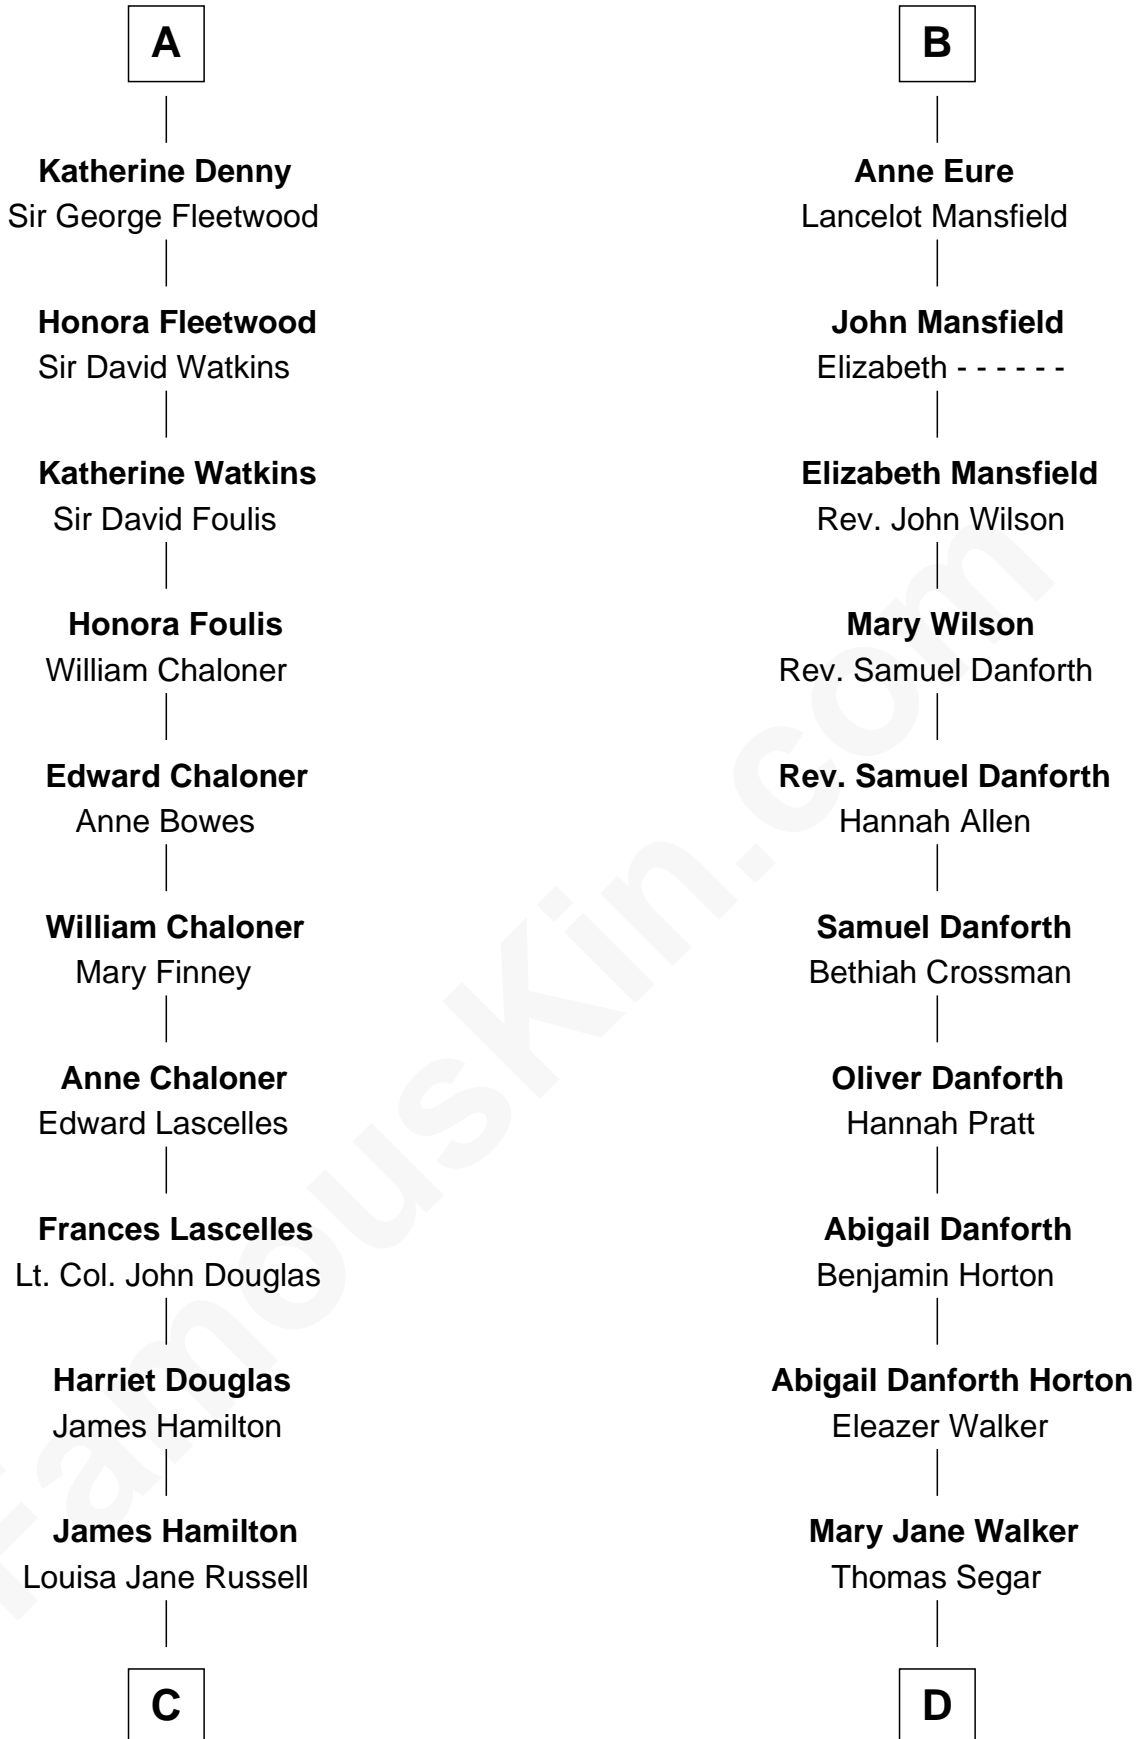 A
Katherine Denny
Sir George Fleetwood
Honora Fleetwood
Sir David Watkins
Katherine Watkins
Sir David Foulis
Honora Foulis
William Chaloner
Edward Chaloner
Anne Bowes
William Chaloner
Mary Finney
Anne Chaloner
Edward Lascelles
Frances Lascelles
Lt. Col. John Douglas
Harriet Douglas
James Hamilton
James Hamilton
Louisa Jane Russell
C
B
Anne Eure
Lancelot Mansfield
John Mansfield
Elizabeth - - - - - -
Elizabeth Mansfield
Rev. John Wilson
Mary Wilson
Rev. Samuel Danforth
Rev. Samuel Danforth
Hannah Allen
Samuel Danforth
Bethiah Crossman
Oliver Danforth
Hannah Pratt
Abigail Danforth
Benjamin Horton
Abigail Danforth Horton
Eleazer Walker
Mary Jane Walker
Thomas Segar
D
FamousKin.com